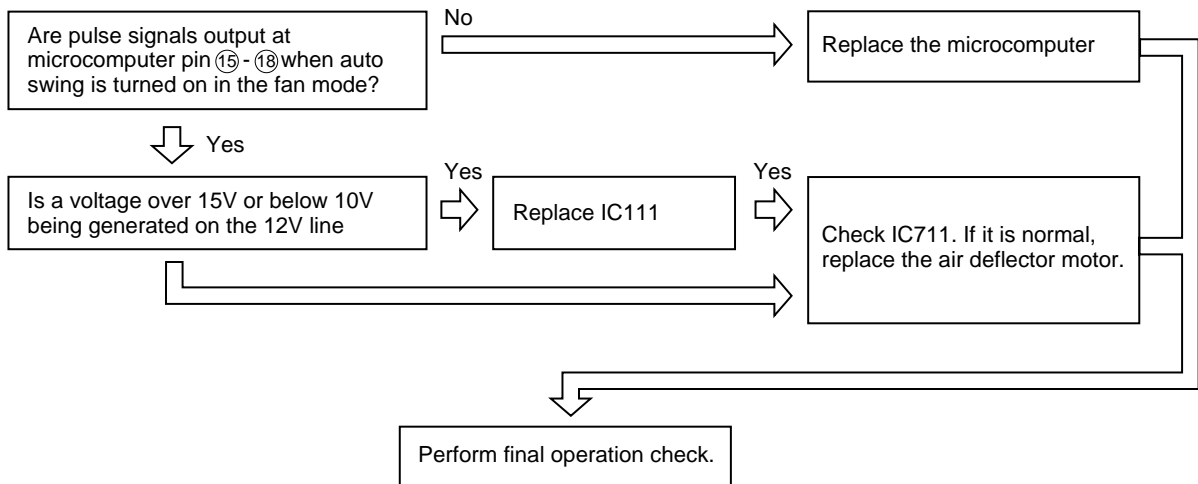 Are pulse signals output at
microcomputer pin ⑮ - ⑱ when auto
swing is turned on in the fan mode?
No
Replace the microcomputer
Yes
Is a voltage over 15V or below 10V
being generated on the 12V line
Yes
Replace IC111
Yes
Check IC711. If it is normal,
replace the air deflector motor.
Perform final operation check.